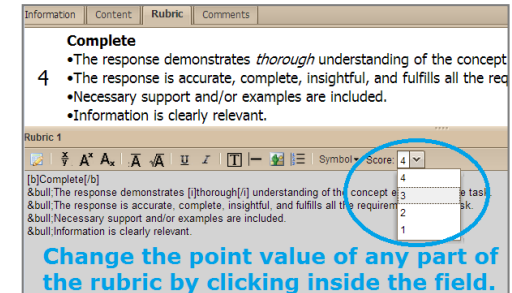 Information Content Rubric Comments
Complete
•The response demonstrates thorough understanding of the concept
4 •The response is accurate, complete, insightful, and fulfills all the req
•Necessary support and/or examples are included.
•Information is clearly relevant.
Rubric 1
Symbol Score: 4
[b]Complete[/b]
&bull;The response demonstrates [i]thorough[/i] understanding of the concept e task.
&bull;The response is accurate, complete, insightful, and fulfills all the requirem sk.
&bull;Necessary support and/or examples are included.
&bull;Information is clearly relevant.
4
3
2
1
Change the point value of any part of
the rubric by clicking inside the field.